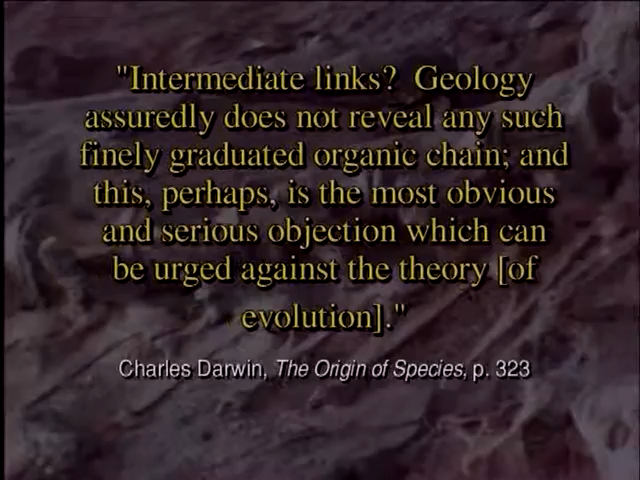 "Intermediate links?  Geology
assuredly does not reveal any such
finely graduated organic chain; and
this, perhaps, is the most obvious
and serious objection which can
be urged against the theory [of
evolution]."
Charles Darwin, The Origin of Species, p. 323